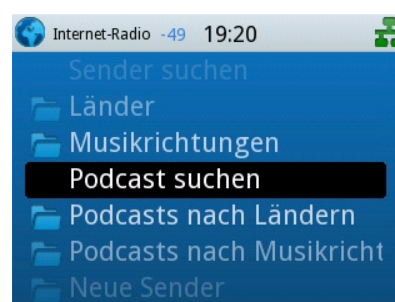 Internet-Radio -49 19:20
Sender suchen
Länder
Musikrichtungen
Podcast suchen
Podcasts nach Ländern
Podcasts nach Musikricht
Neue Sender